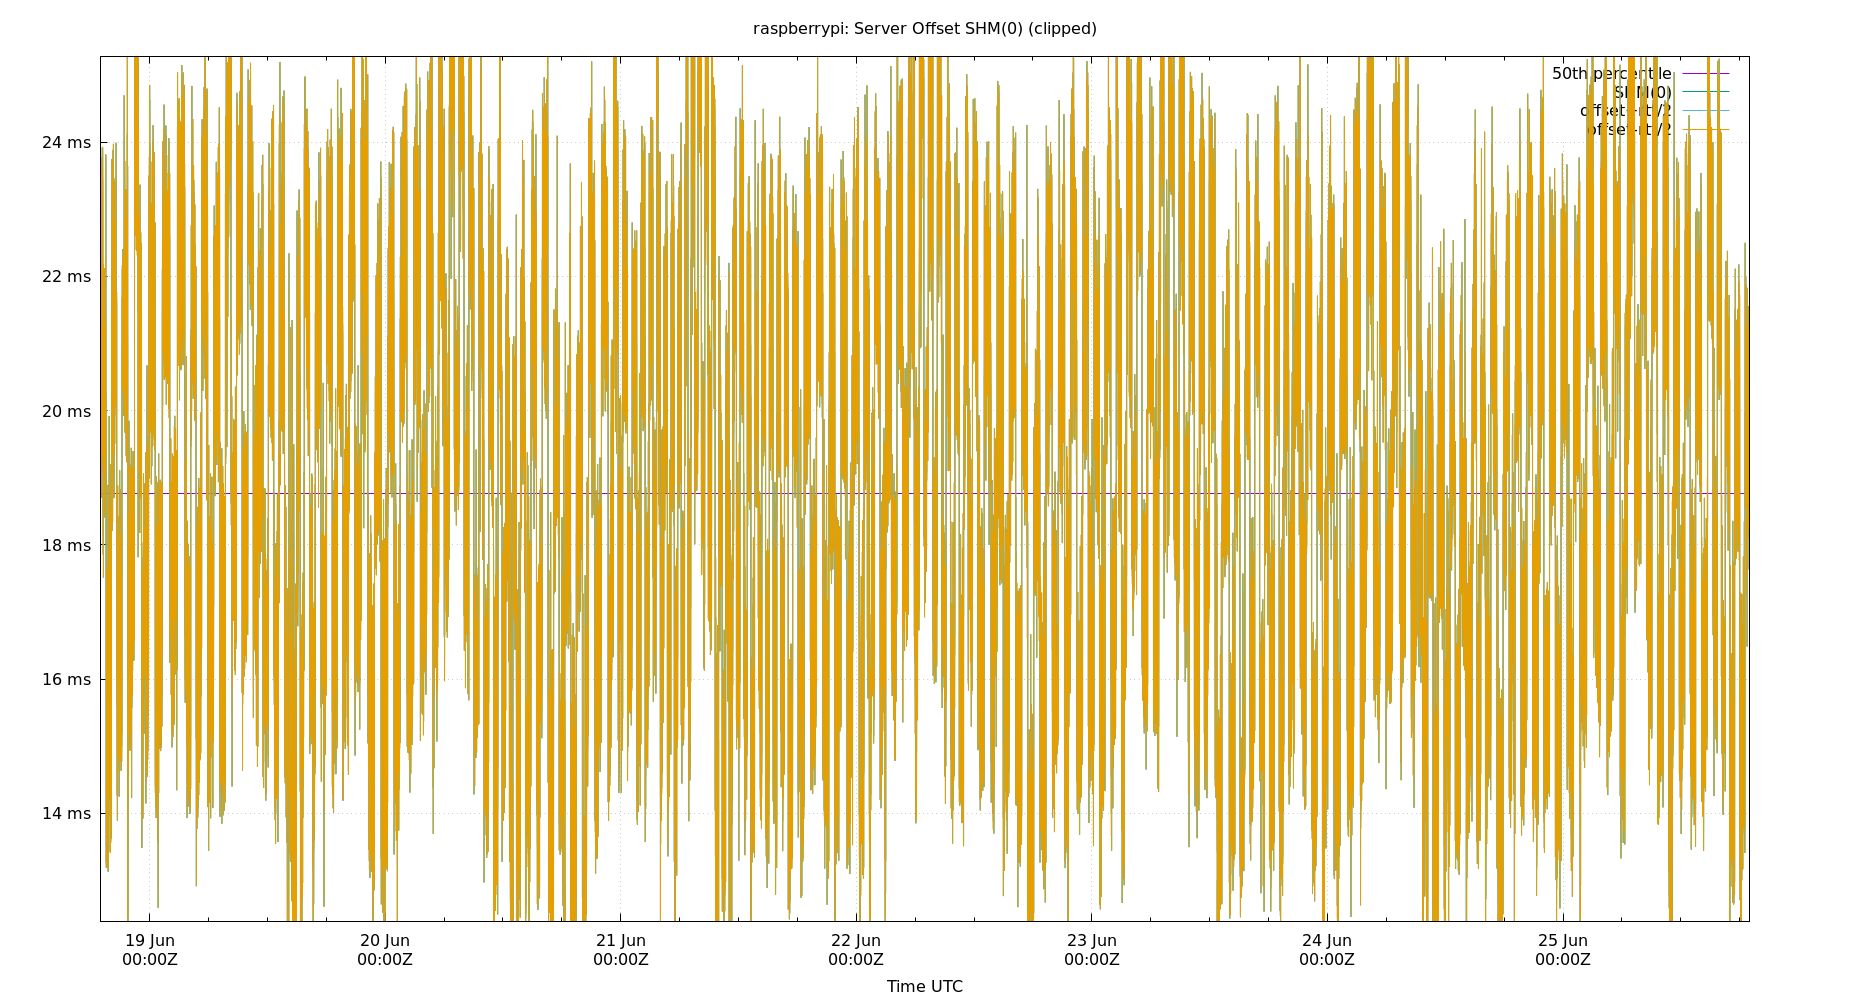 raspberrypi: Server Offset SHM(0) (clipped)
50th percentile
SHM(0)
offset+rtt/2
offset-rtt/2
24 ms
22 ms
20 ms
18 ms
16 ms
14 ms
19 Jun 20 Jun 21 Jun 22 Jun 23 Jun 24 Jun 25 Jun
00:00Z 00:00Z 00:00Z 00:00Z 00:00Z 00:00Z 00:00Z
Time UTC